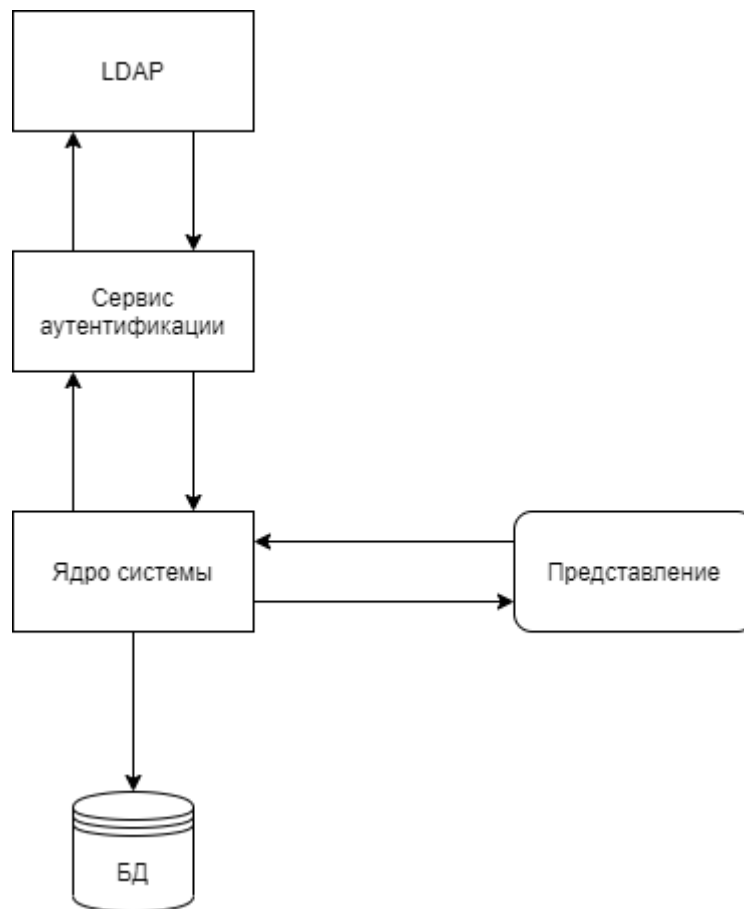 LDAP
Сервис
аутентификации
Ядро системы
Представление
БД